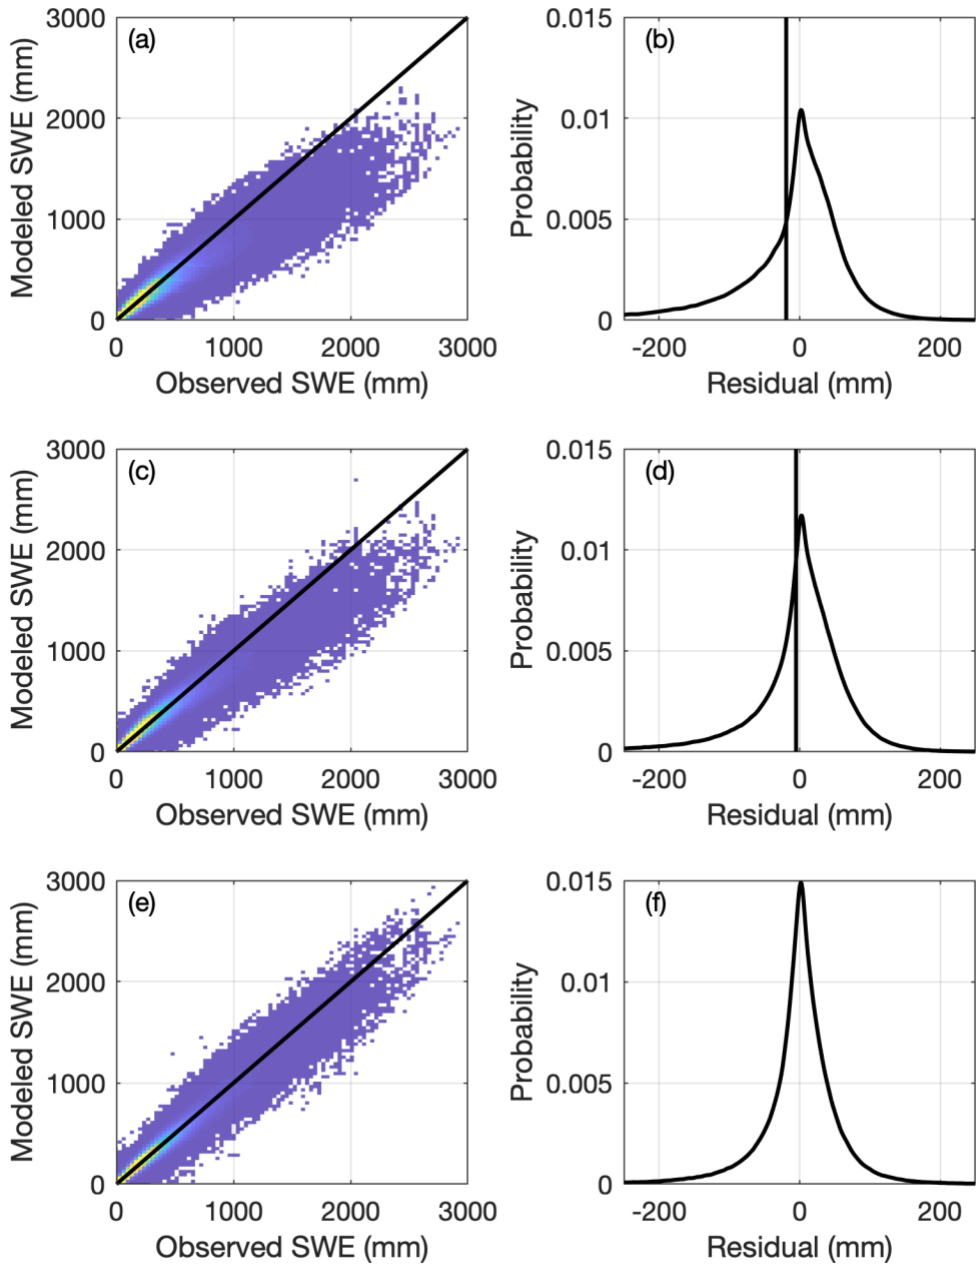 (a)
Modeled SWE (mm)
3000
2000
1000
0
0 1000 2000 3000
Observed SWE (mm)
(b)
Probability
0.015
0.01
0.005
0
-200 0 200
Residual (mm)
(c)
Modeled SWE (mm)
3000
2000
1000
0
0 1000 2000 3000
Observed SWE (mm)
(d)
Probability
0.015
0.01
0.005
0
-200 0 200
Residual (mm)
(e)
Modeled SWE (mm)
3000
2000
1000
0
0 1000 2000 3000
Observed SWE (mm)
(f)
Probability
0.015
0.01
0.005
0
-200 0 200
Residual (mm)